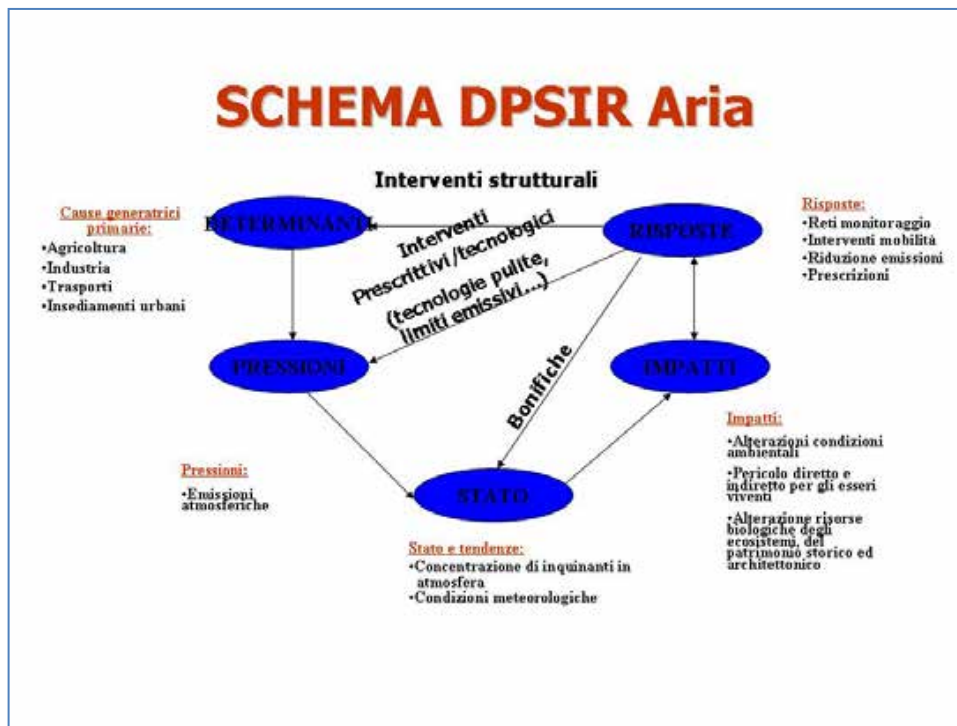 SCHEMA DPSIR Aria
Interventi strutturali
Cause generatrici
primarie:
•Agricoltura
•Industria
•Trasporti
•Insediamenti urbani
DETERMINANTI
Interventi
Prescrittivi/tecnologici
(tecnologie pulite,
limiti emissivi...)
RISPOSTE
Risposte:
•Reti monitoraggio
•Interventi mobilità
•Riduzione emissioni
•Prescrizioni
PRESSIONI
Bonifiche
IMPATTI
Impatti:
•Alterazioni condizioni
ambientali
•Pericolo diretto e
indiretto per gli esseri
viventi
•Alterazione risorse
biologiche degli
ecosistemi, del
patrimonio storico ed
architettonico
Pressioni:
•Emissioni
atmosferiche
STATO
Stato e tendenze:
•Concentrazione di inquinanti in
atmosfera
•Condizioni meteorologiche